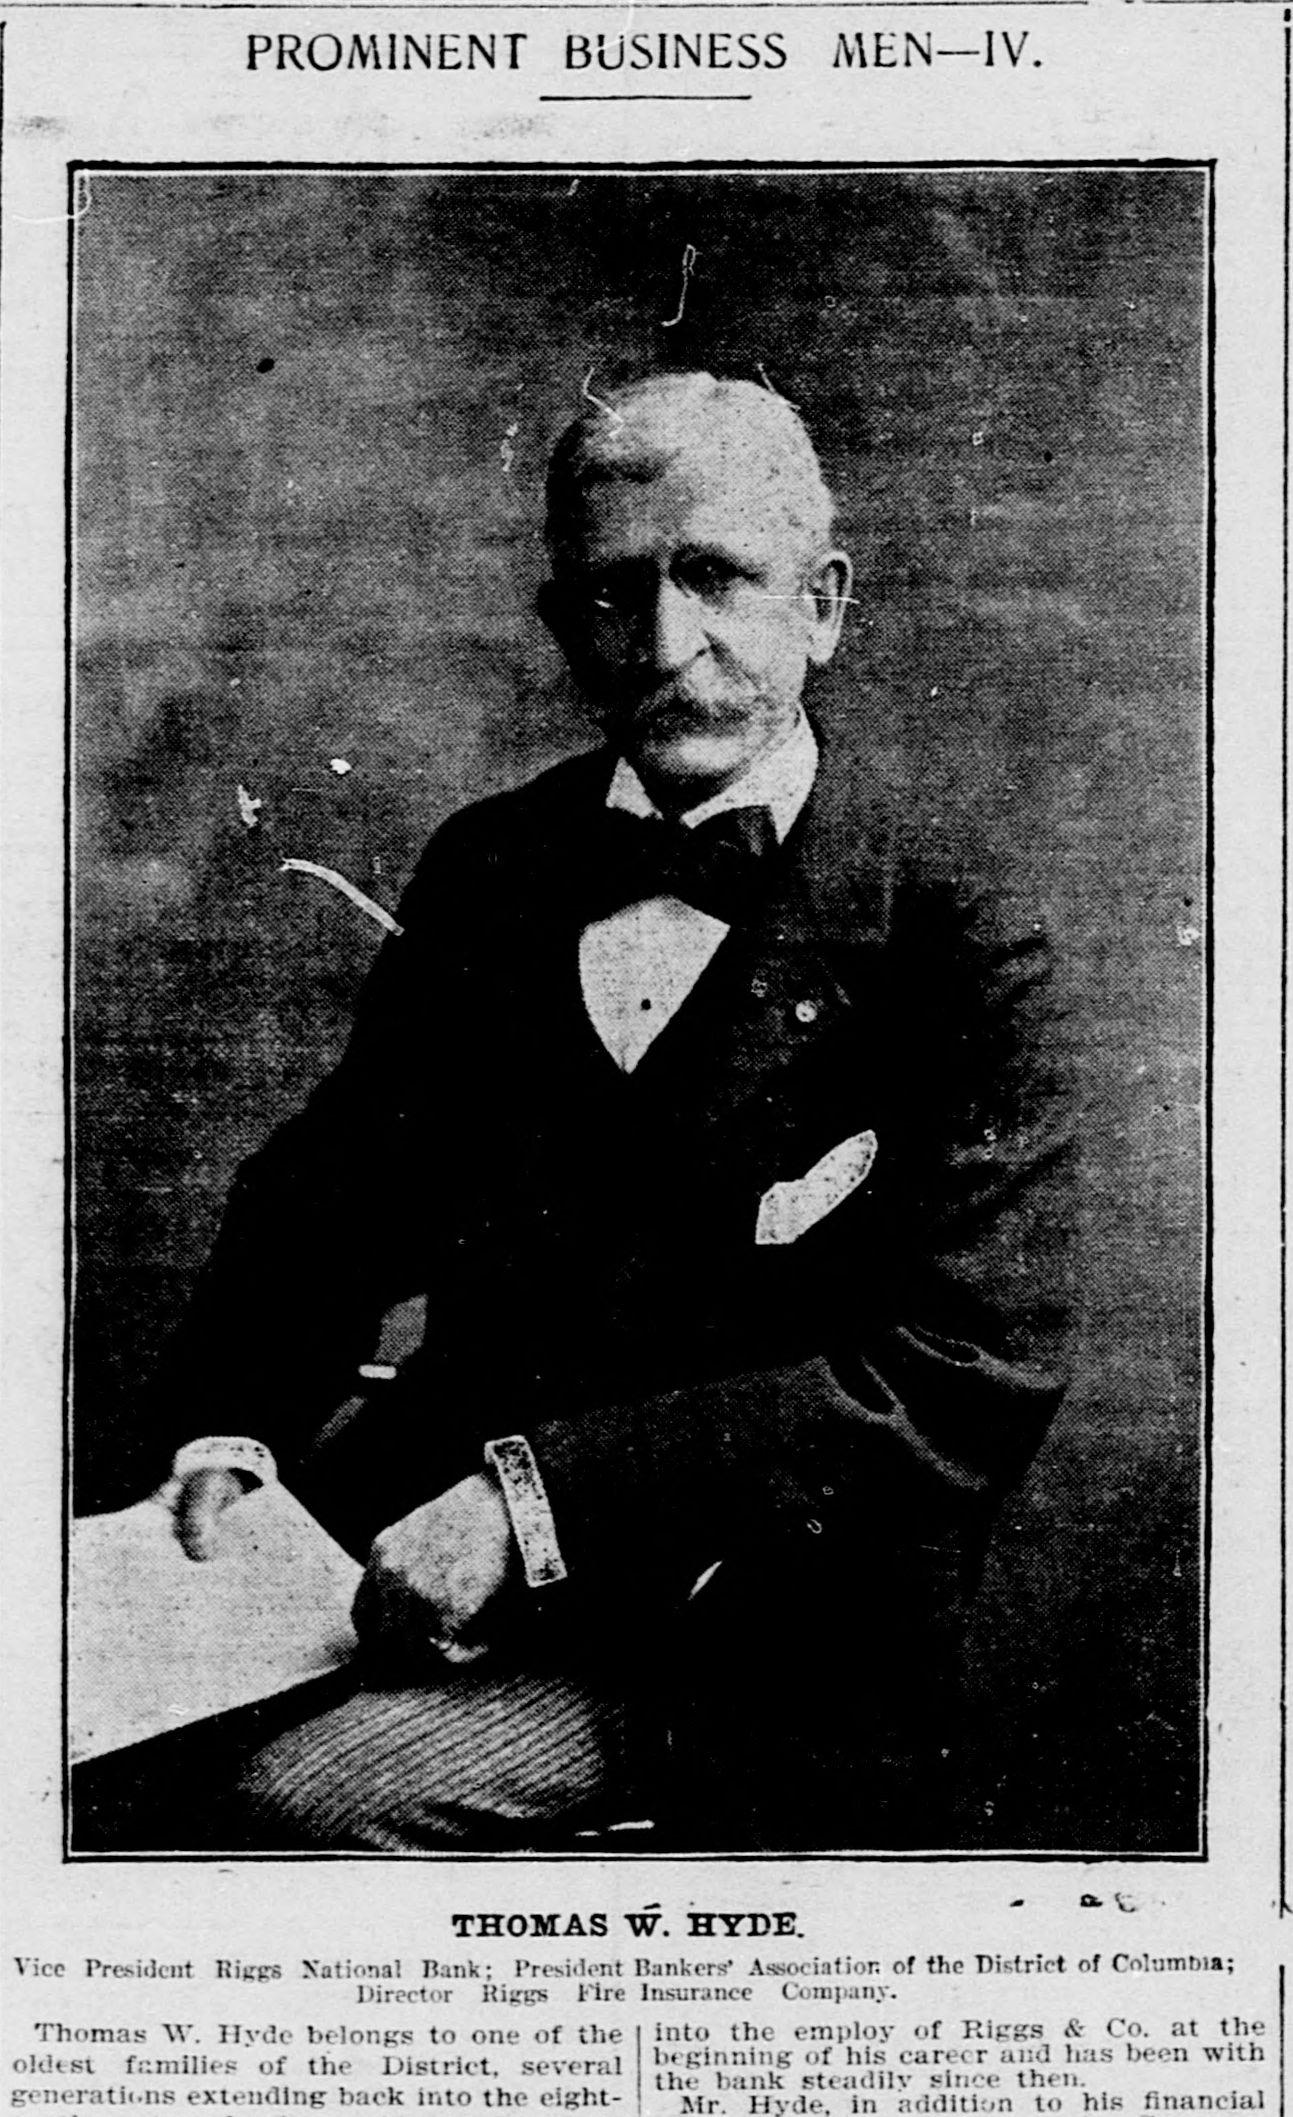 PROMINENT BUSINESS MEN—IV.
THOMAS W. HYDE.
Vice President Riggs National Bank; President Bankers' Association of the District of Columbia;
Director Riggs Fire Insurance Company.
Thomas W. Hyde belongs to one of the
oldest families of the District, several
generations extending back into the eight-
into the employ of Riggs & Co. at the
beginning of his career and has been with
the bank steadily since then.
Mr. Hyde, in addition to his financial